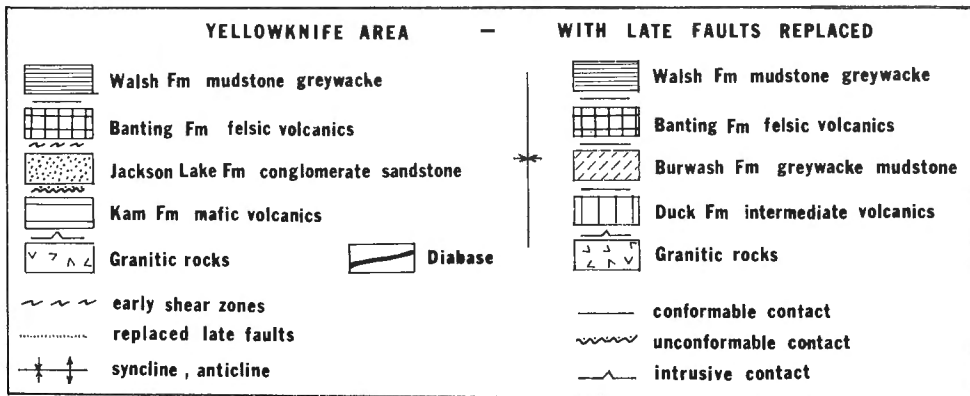 YELLOWKNIFE AREA — WITH LATE FAULTS REPLACED
Walsh Fm mudstone greywacke
Banting Fm felsic volcanics
Jackson Lake Fm conglomerate sandstone
Kam Fm mafic volcanics
Granitic rocks
Diabase
early shear zones
replaced late faults
syncline, anticline
Walsh Fm mudstone greywacke
Banting Fm felsic volcanics
Burwash Fm greywacke mudstone
Duck Fm intermediate volcanics
Granitic rocks
conformable contact
unconformable contact
intrusive contact